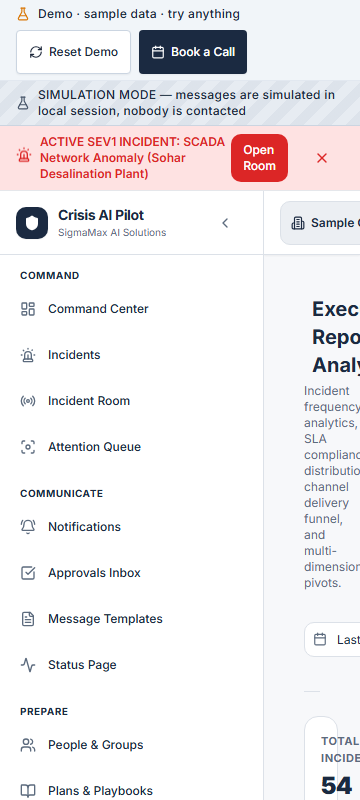 Demo · sample data · try anything
Reset Demo
Book a Call
SIMULATION MODE — messages are simulated in
local session, nobody is contacted
ACTIVE SEV1 INCIDENT: SCADA
Network Anomaly (Sohar
Desalination Plant)
Open
Room
Crisis AI Pilot
SigmaMax AI Solutions
COMMAND
Command Center
Incidents
Incident Room
Attention Queue
COMMUNICATE
Notifications
Approvals Inbox
Message Templates
Status Page
PREPARE
People & Groups
Plans & Playbooks
Sample
Exec
Repo
Analy
Incident
frequency
analytics,
SLA
complianc
distributio
channel
delivery
funnel,
and
multi-
dimension
pivots.
Last
TOTAL
INCIDE
54